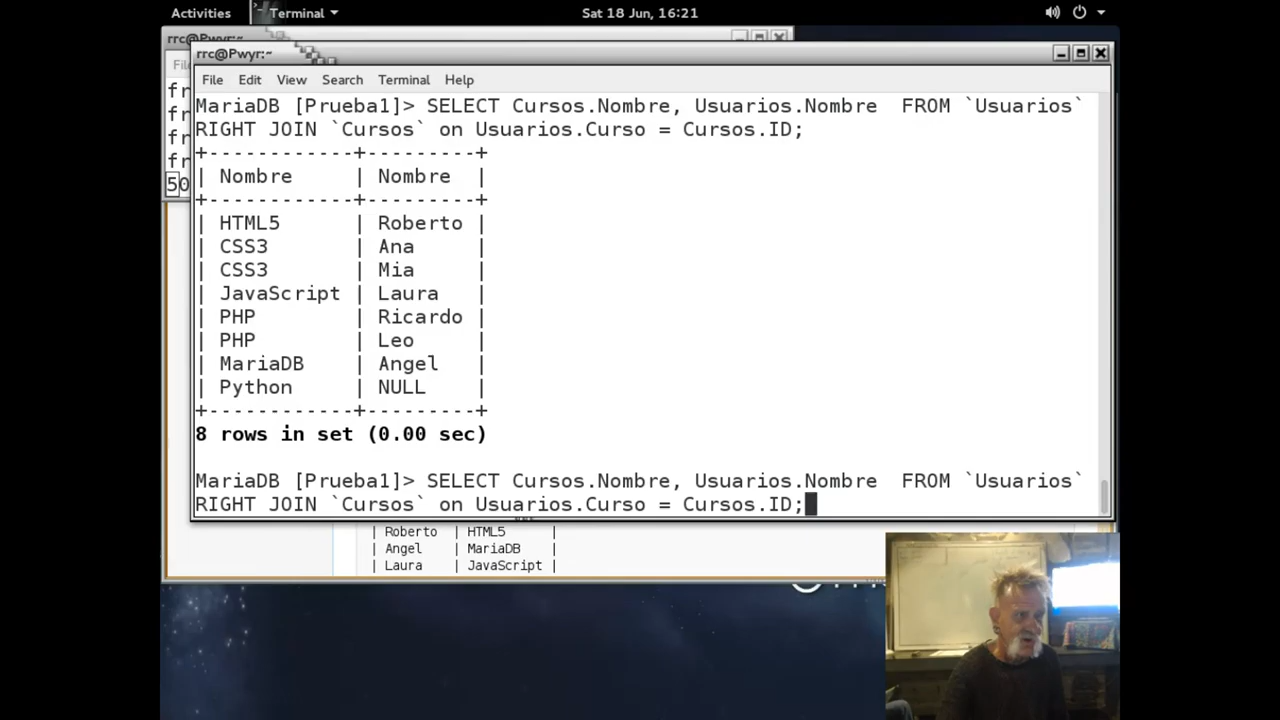 Activities Terminal Sat 18 Jun, 16:21
rrc@Pwyr:~
rrc@Pwyr:~
File Edit View Search Terminal Help
MariaDB [Prueba1]> SELECT Cursos.Nombre, Usuarios.Nombre  FROM `Usuarios`
RIGHT JOIN `Cursos` on Usuarios.Curso = Cursos.ID;
+------------+---------+
| Nombre     | Nombre  |
+------------+---------+
| HTML5      | Roberto |
| CSS3       | Ana     |
| CSS3       | Mia     |
| JavaScript | Laura   |
| PHP        | Ricardo |
| PHP        | Leo     |
| MariaDB    | Angel   |
| Python     | NULL    |
+------------+---------+
8 rows in set (0.00 sec)
MariaDB [Prueba1]> SELECT Cursos.Nombre, Usuarios.Nombre  FROM `Usuarios`
RIGHT JOIN `Cursos` on Usuarios.Curso = Cursos.ID;
| Roberto | HTML5 |
| Angel | MariaDB |
| Laura | JavaScript |